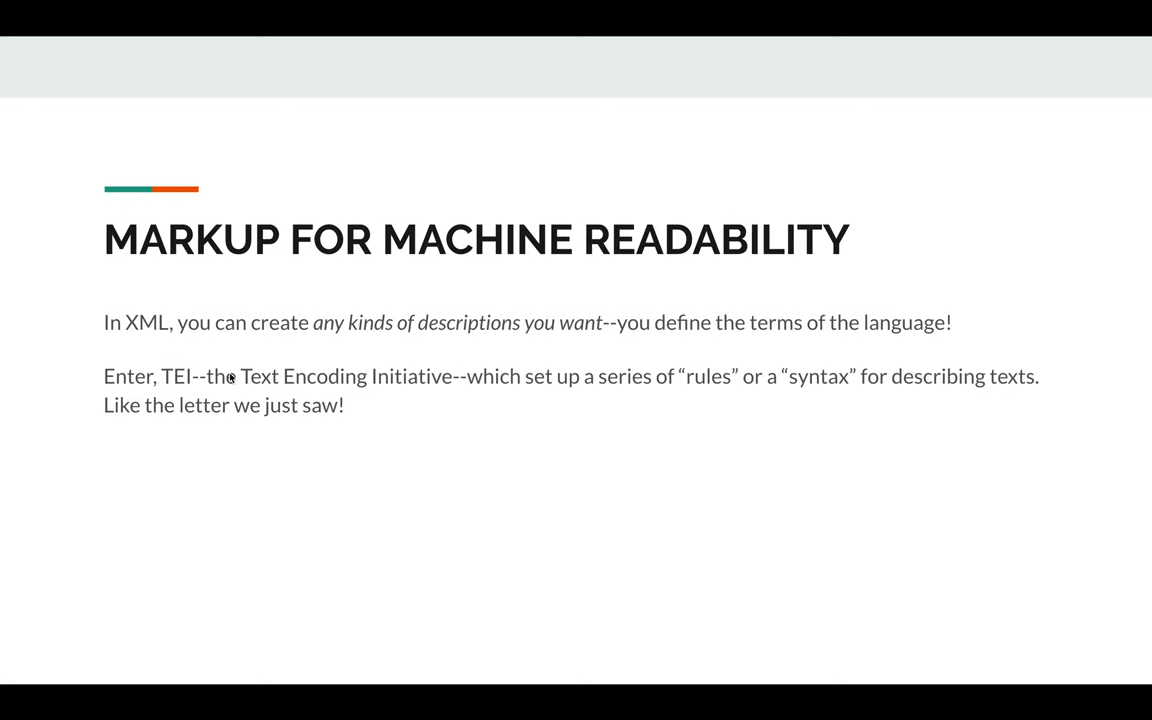 MARKUP FOR MACHINE READABILITY
In XML, you can create any kinds of descriptions you want--you define the terms of the language!
Enter, TEI--the Text Encoding Initiative--which set up a series of “rules” or a “syntax” for describing texts.
Like the letter we just saw!